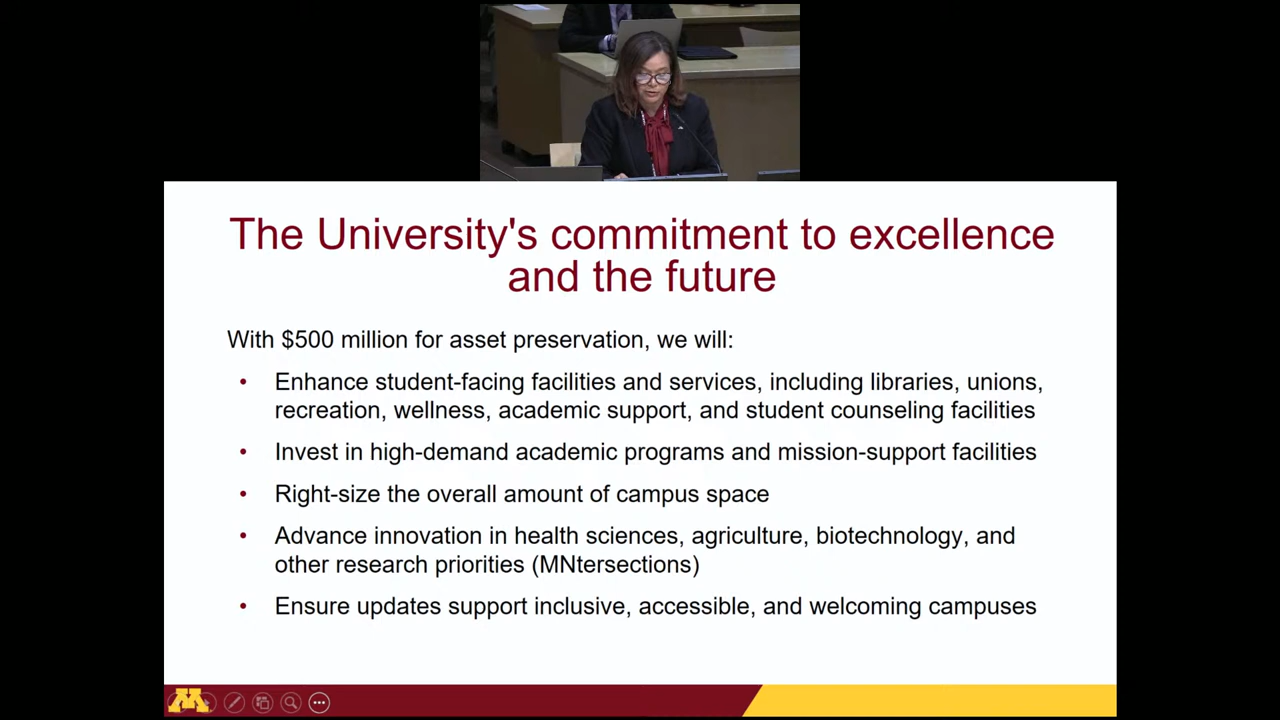 The University's commitment to excellence
and the future
With $500 million for asset preservation, we will:
• Enhance student-facing facilities and services, including libraries, unions,
recreation, wellness, academic support, and student counseling facilities
• Invest in high-demand academic programs and mission-support facilities
• Right-size the overall amount of campus space
• Advance innovation in health sciences, agriculture, biotechnology, and
other research priorities (MNtersections)
• Ensure updates support inclusive, accessible, and welcoming campuses
M